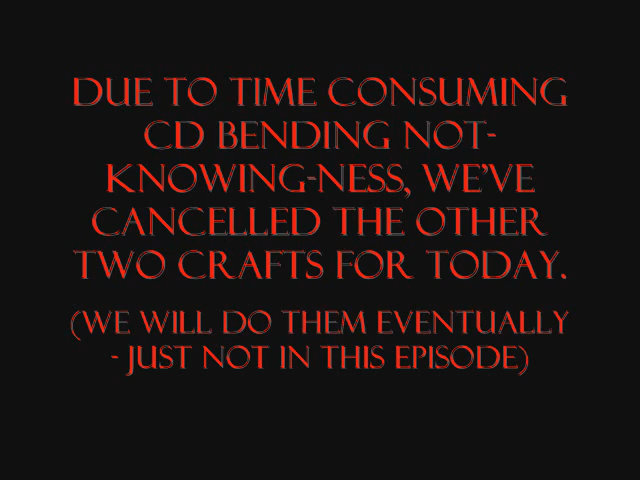 DUE TO TIME CONSUMING
CD BENDING NOT-
KNOWING-NESS, WE'VE
CANCELLED THE OTHER
TWO CRAFTS FOR TODAY.
(WE WILL DO THEM EVENTUALLY
- JUST NOT IN THIS EPISODE)